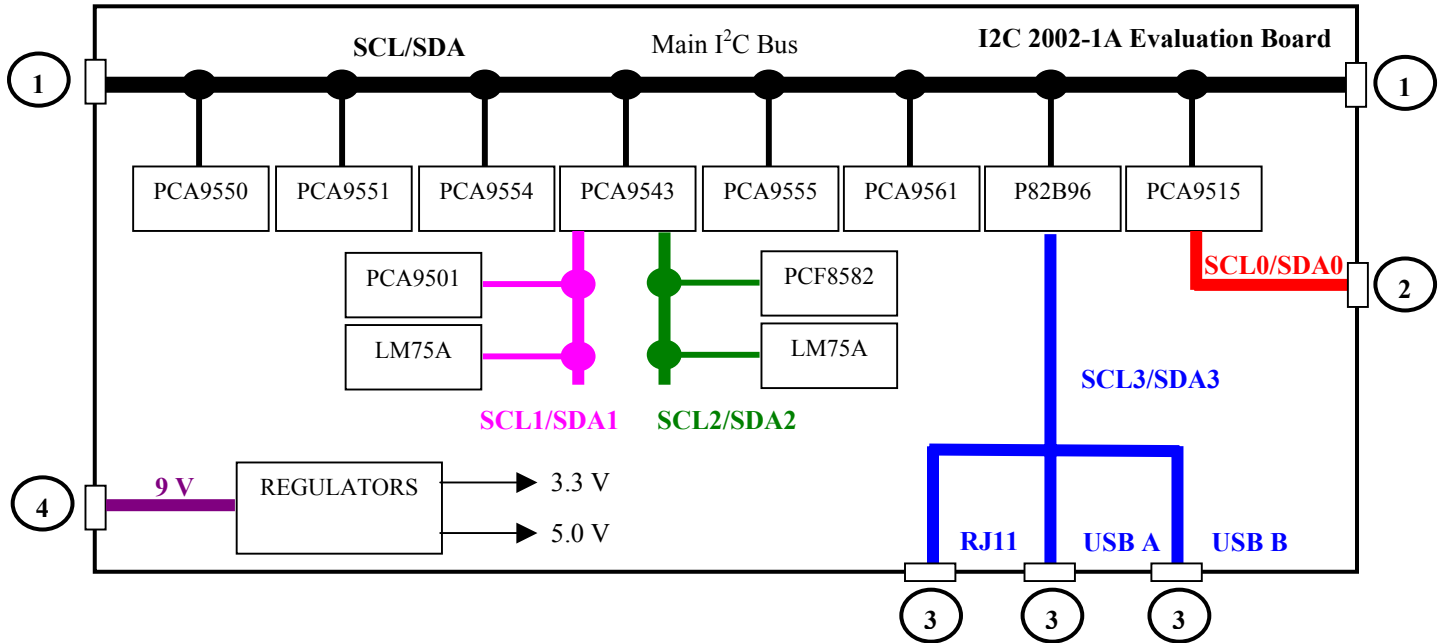 SCL/SDA
Main I²C Bus
I2C 2002-1A Evaluation Board
1
1
PCA9550
PCA9551
PCA9554
PCA9543
PCA9555
PCA9561
P82B96
PCA9515
PCA9501
PCF8582
SCL0/SDA0
2
LM75A
LM75A
SCL3/SDA3
SCL1/SDA1
SCL2/SDA2
4
9 V
REGULATORS
3.3 V
5.0 V
RJ11
USB A
USB B
3
3
3